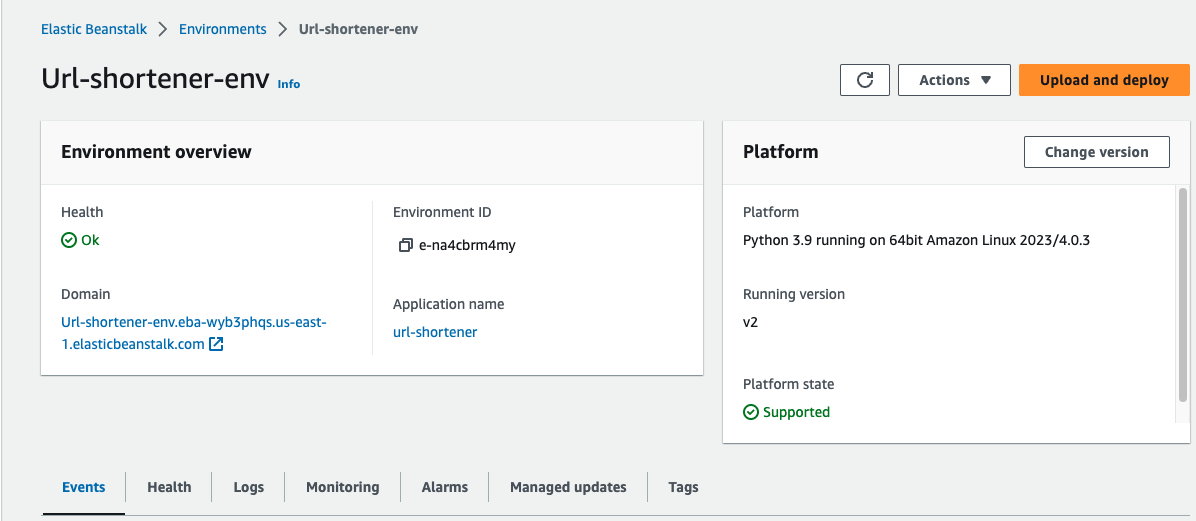 Elastic Beanstalk > Environments > Url-shortener-env
Url-shortener-env Info
Actions
Upload and deploy
Environment overview
Health
Ok
Domain
Url-shortener-env.eba-wyb3phqs.us-east-
1.elasticbeanstalk.com
Environment ID
e-na4cbrm4my
Application name
url-shortener
Platform
Change version
Platform
Python 3.9 running on 64bit Amazon Linux 2023/4.0.3
Running version
v2
Platform state
Supported
Events
Health
Logs
Monitoring
Alarms
Managed updates
Tags